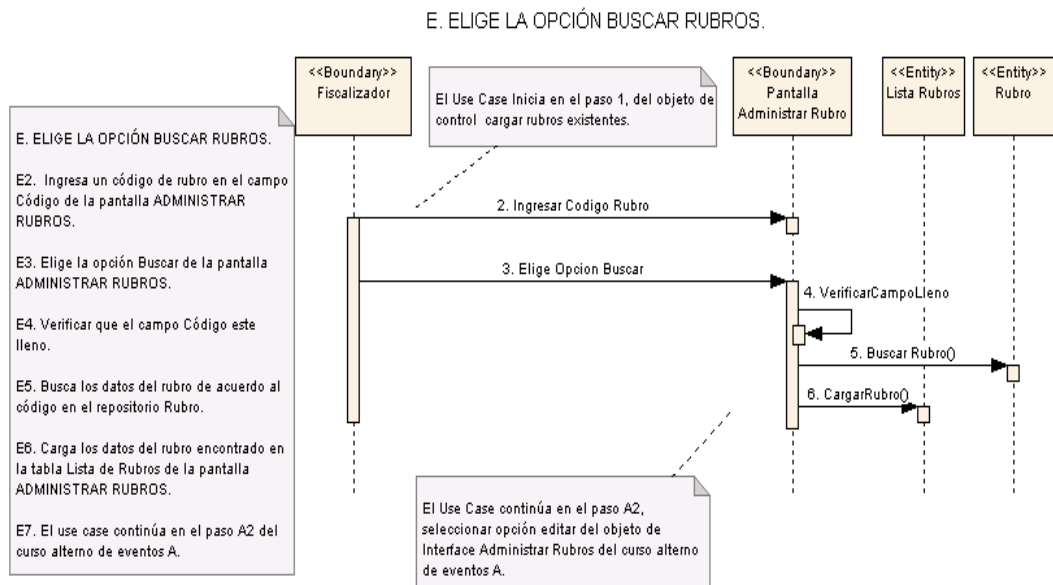 E. ELIGE LA OPCIÓN BUSCAR RUBROS.
<<Boundary>>
Fiscalizador
<<Boundary>>
Pantalla
Administrar Rubro
<<Entity>>
Lista Rubros
<<Entity>>
Rubro
El Use Case Inicia en el paso 1, del objeto de
control cargar rubros existentes.
E. ELIGE LA OPCIÓN BUSCAR RUBROS.
E2. Ingresa un código de rubro en el campo
Código de la pantalla ADMINISTRAR
RUBROS.
E3. Elige la opción Buscar de la pantalla
ADMINISTRAR RUBROS.
E4. Verificar que el campo Código este
lleno.
E5. Busca los datos del rubro de acuerdo al
código en el repositorio Rubro.
E6. Carga los datos del rubro encontrado en
la tabla Lista de Rubros de la pantalla
ADMINISTRAR RUBROS.
E7. El use case continúa en el paso A2 del
curso alterno de eventos A.
2. Ingresar Codigo Rubro
3. Elige Opcion Buscar
4. VerificarCampoLleno
5. Buscar Rubro()
6. CargarRubro()
El Use Case continúa en el paso A2,
seleccionar opción editar del objeto de
Interface Administrar Rubros del curso alterno
de eventos A.